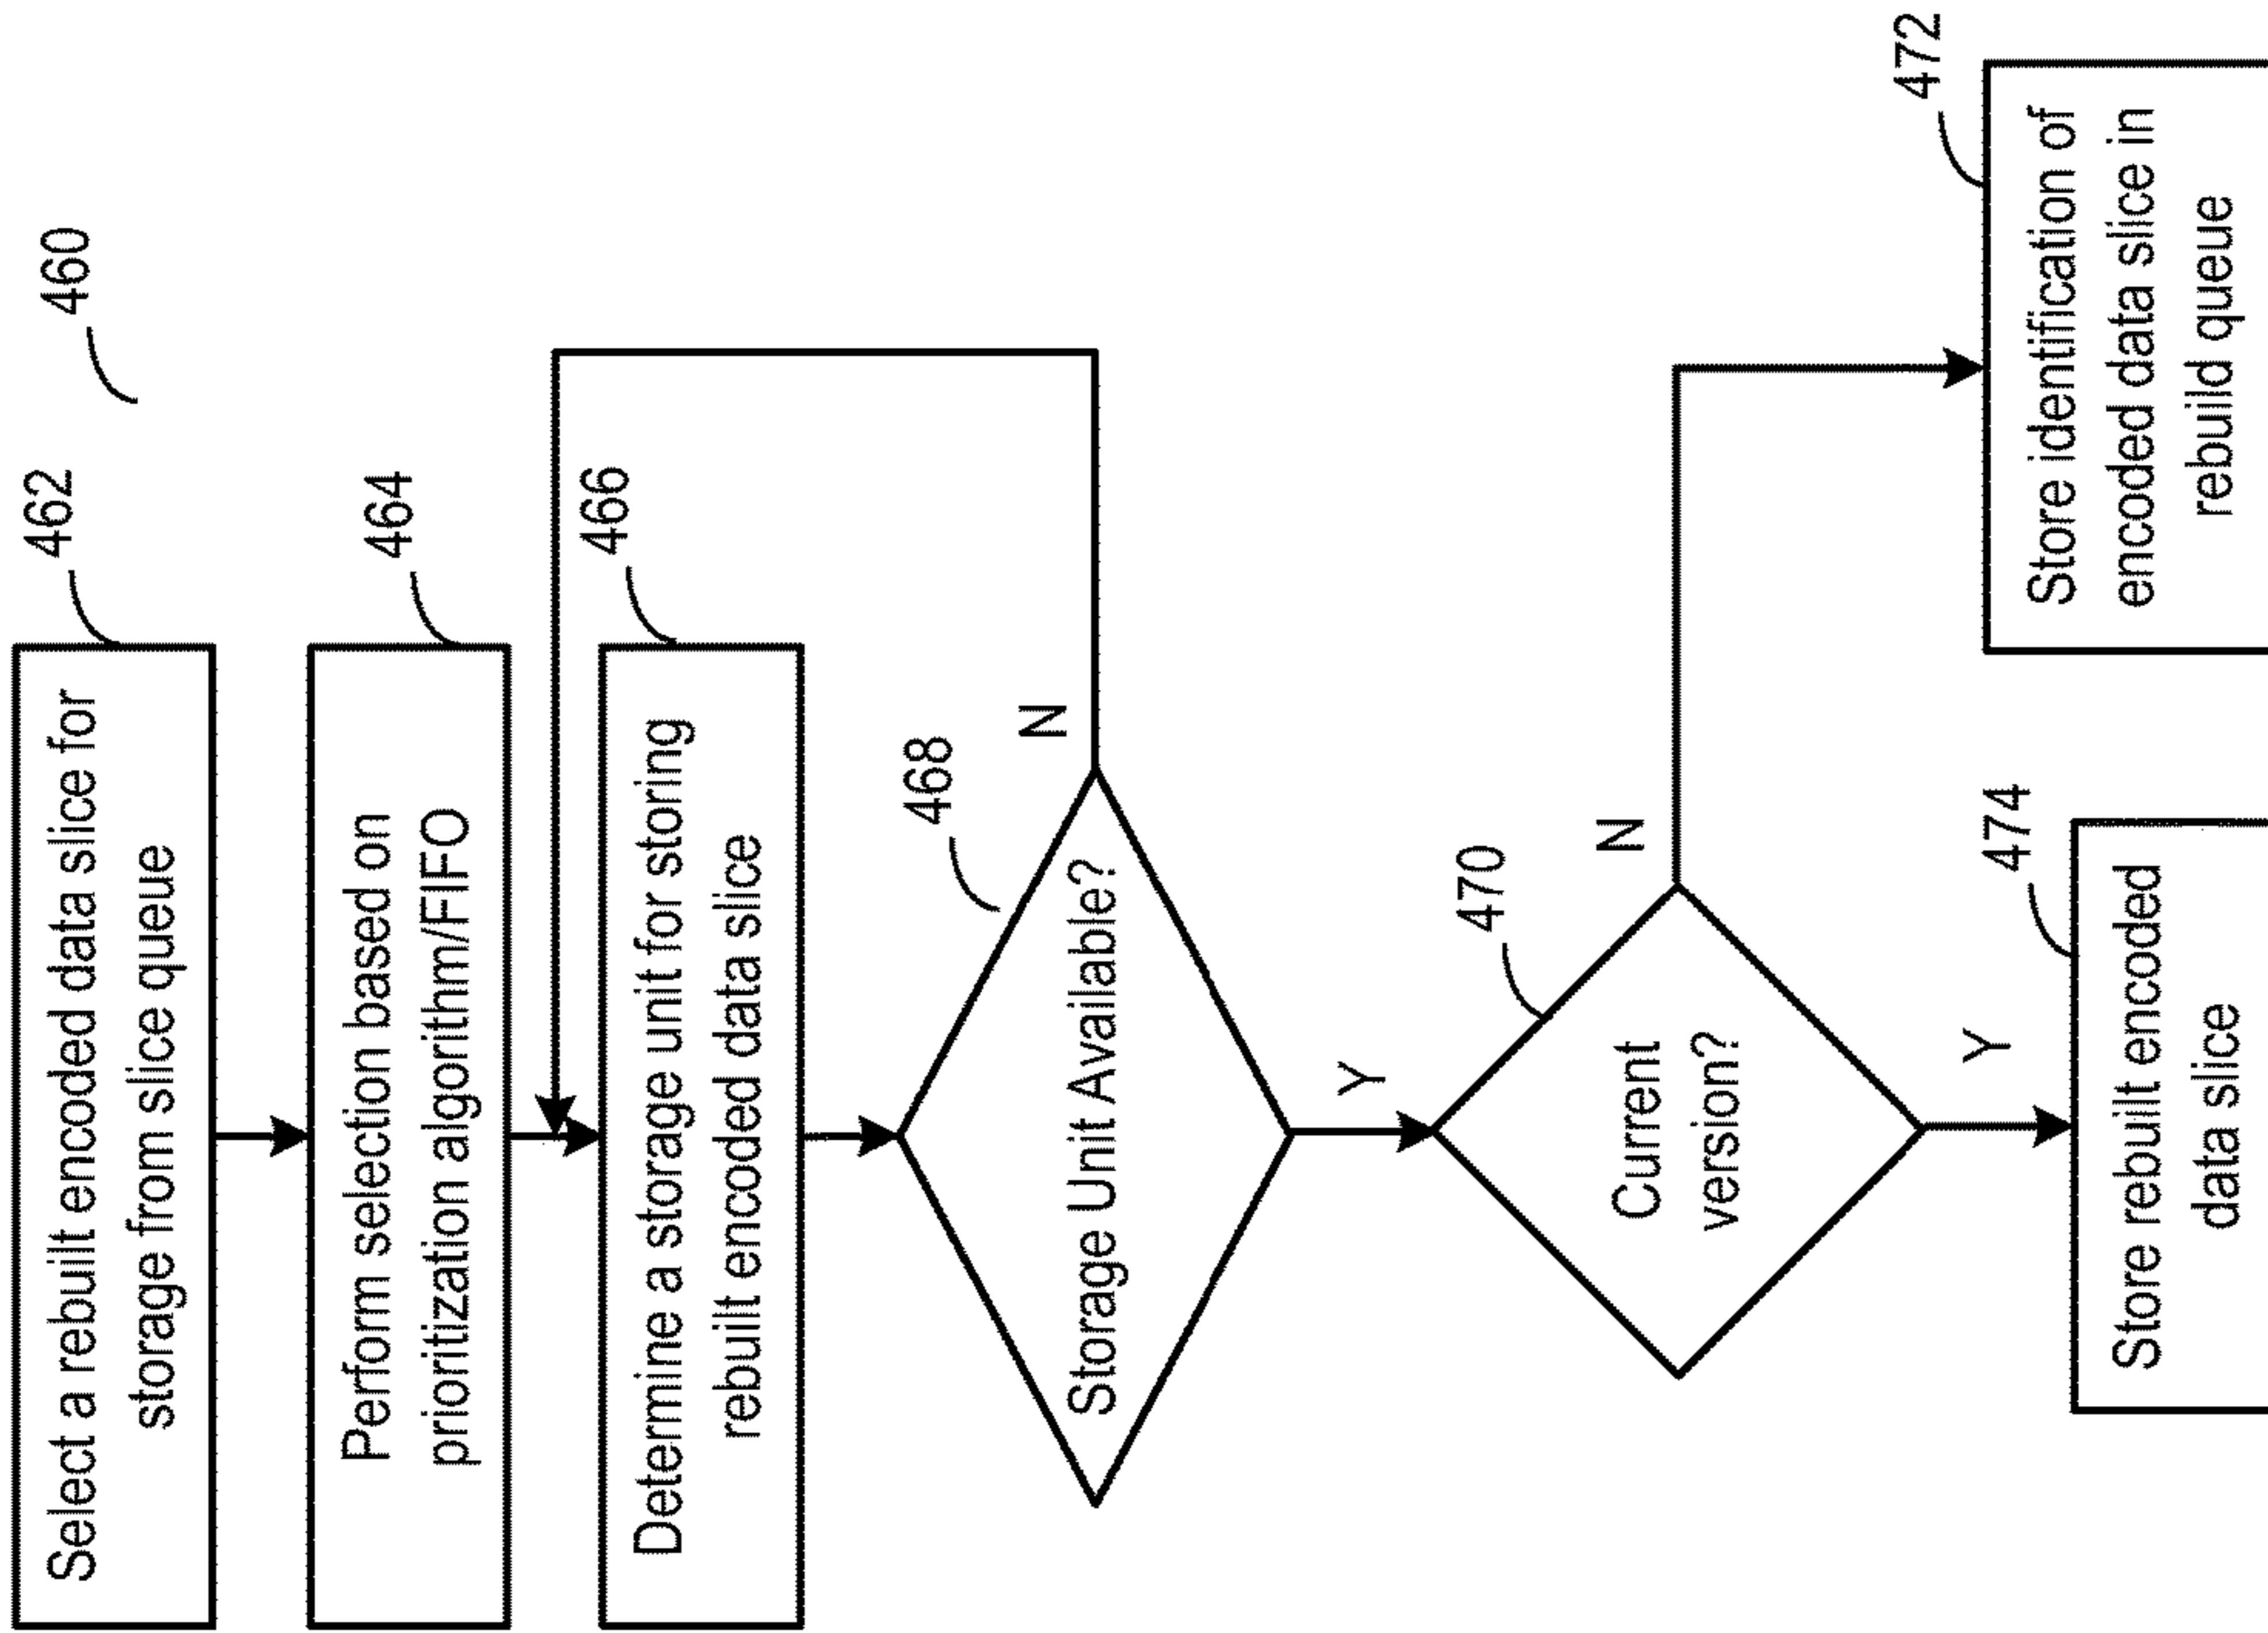 460
462
Select a rebuilt encoded data slice for
storage from slice queue
464
Perform selection based on
prioritization algorithm/FIFO
466
Determine a storage unit for storing
rebuilt encoded data slice
468
Storage Unit Available?
N
Y
470
Current
version?
N
Y
472
Store identification of
encoded data slice in
rebuild queue
474
Store rebuilt encoded
data slice